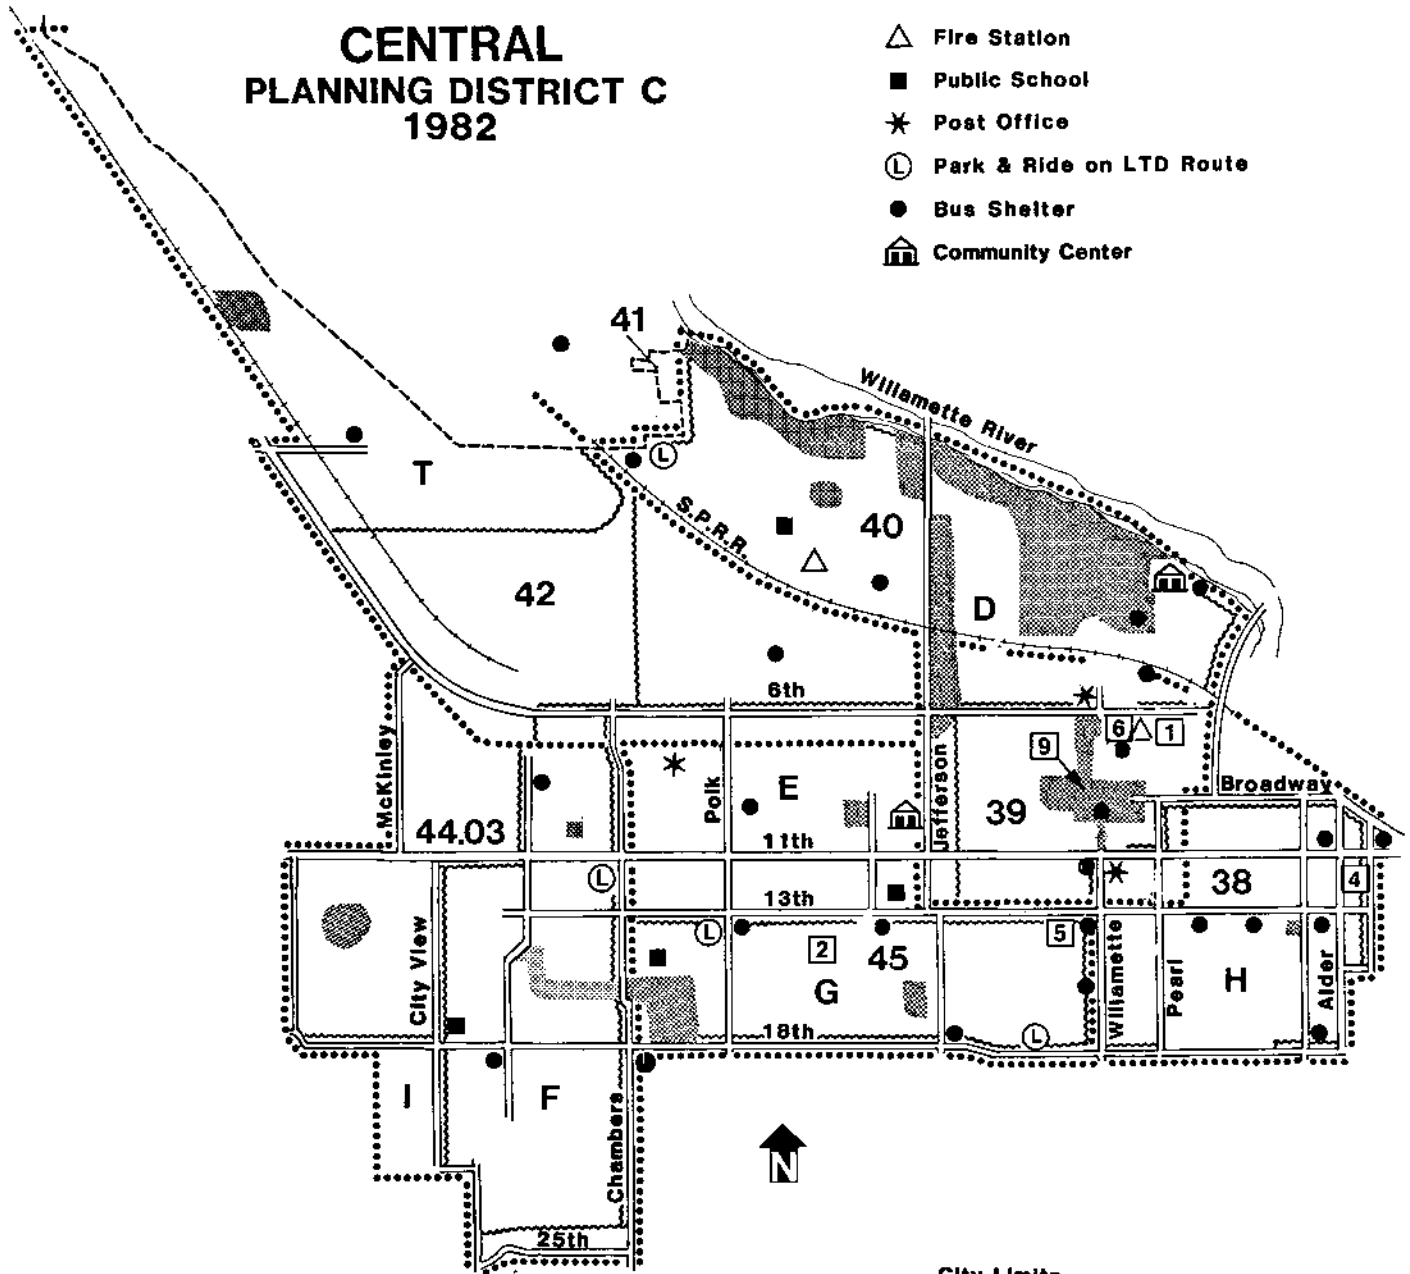 CENTRAL
PLANNING DISTRICT C
1982
Fire Station
Public School
Post Office
L Park & Ride on LTD Route
Bus Shelter
Community Center
41
Willamette River
T
L
S.P.R.R.
40
42
D
6th
6
1
9
McKinley
Polk
E
Jefferson
39
Broadway
44.03
11th
L
13th
38
4
City View
L
2
45
5
Willamette
Pearl
H
Alder
G
18th
L
L
I
F
Chambers
N
25th
City Limits